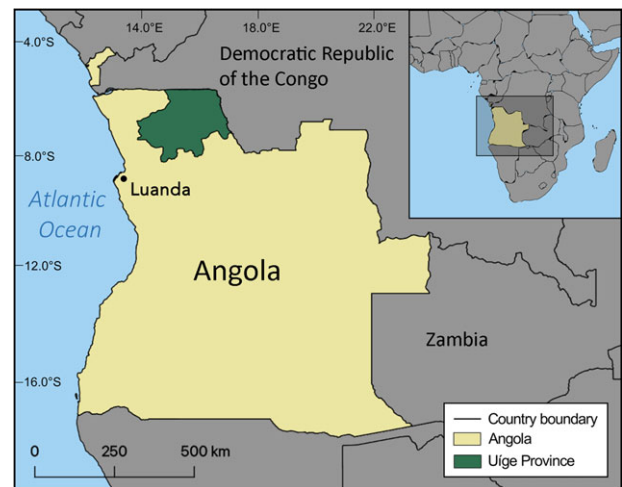 14.0°E
18.0°E
22.0°E
4.0°S
8.0°S
12.0°S
16.0°S
Democratic Republic
of the Congo
Luanda
Atlantic
Ocean
Angola
Zambia
0 250 500 km
Country boundary
Angola
Uíge Province